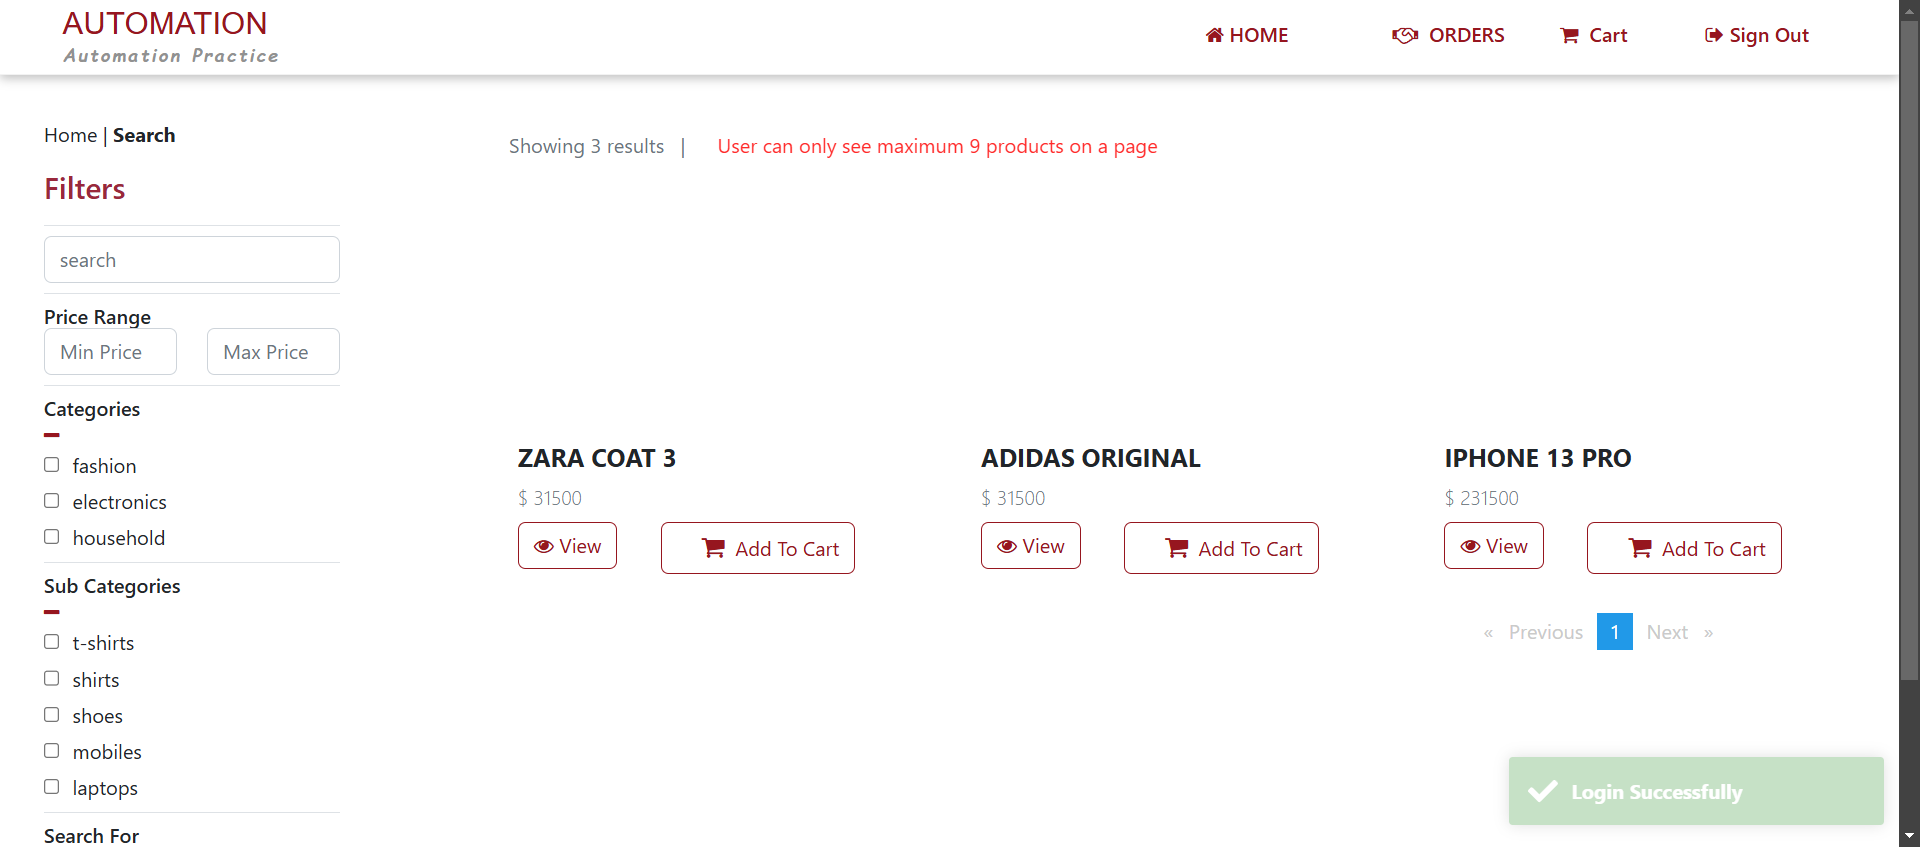 AUTOMATION
Automation Practice
HOME
ORDERS
Cart
Sign Out
Home | Search
Showing 3 results |
User can only see maximum 9 products on a page
Filters
search
Price Range
Min Price
Max Price
Categories
fashion
electronics
household
Sub Categories
t-shirts
shirts
shoes
mobiles
laptops
Search For
ZARA COAT 3
$ 31500
View
Add To Cart
ADIDAS ORIGINAL
$ 31500
View
Add To Cart
IPHONE 13 PRO
$ 231500
View
Add To Cart
« Previous 1 Next »
Login Successfully